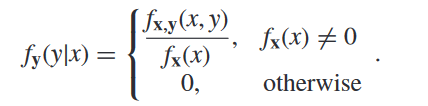 f_y(y|x) = { f_{x,y}(x, y) / f_x(x), f_x(x) ≠ 0
0, otherwise .